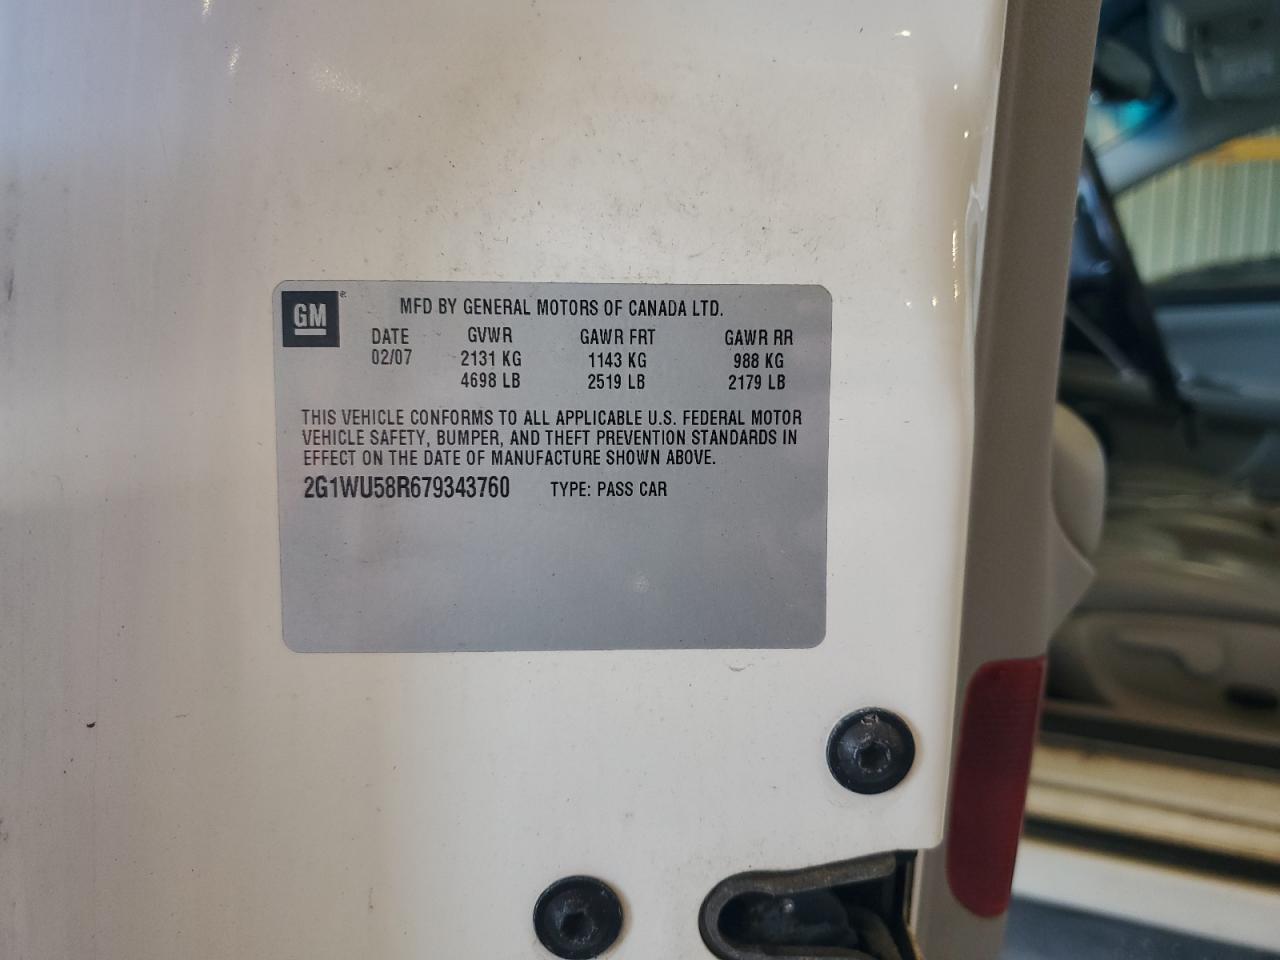 GM®
MFD BY GENERAL MOTORS OF CANADA LTD.
DATE GVWR GAWR FRT GAWR RR
02/07 2131 KG 1143 KG 988 KG
4698 LB 2519 LB 2179 LB
THIS VEHICLE CONFORMS TO ALL APPLICABLE U.S. FEDERAL MOTOR
VEHICLE SAFETY, BUMPER, AND THEFT PREVENTION STANDARDS IN
EFFECT ON THE DATE OF MANUFACTURE SHOWN ABOVE.
2G1WU58R679343760 TYPE: PASS CAR